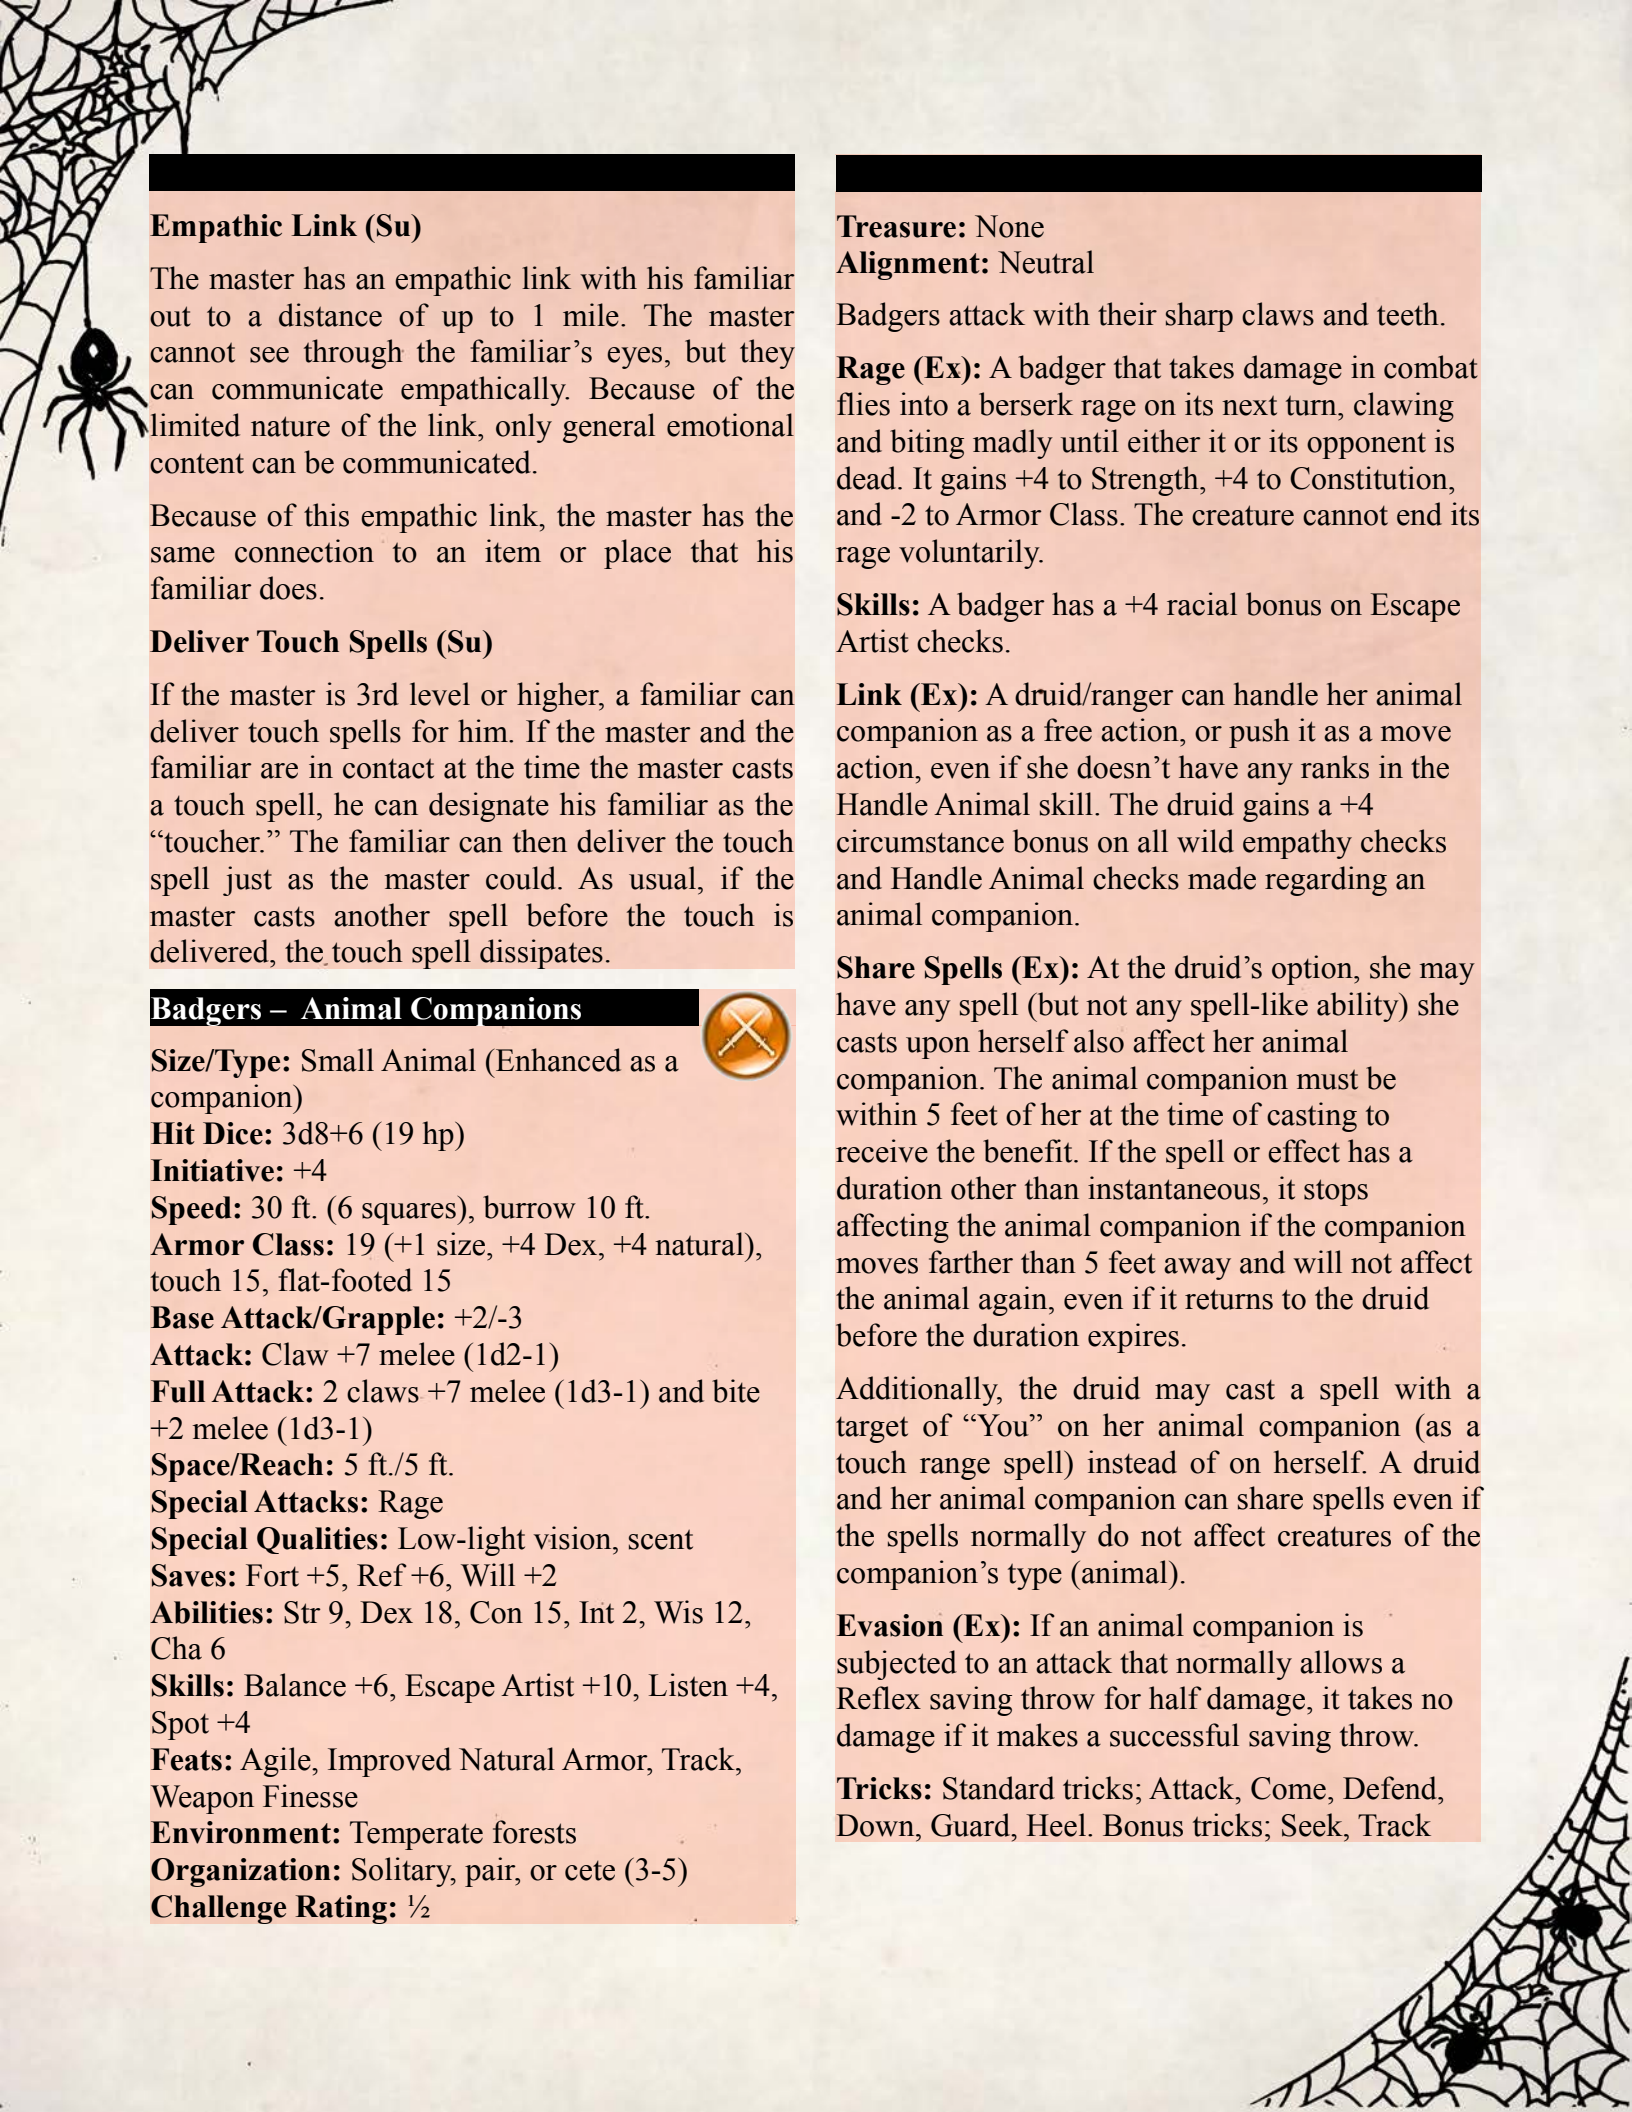 Empathic Link (Su)
The master has an empathic link with his familiar
out to a distance of up to 1 mile. The master
cannot see through the familiar’s eyes, but they
can communicate empathically. Because of the
limited nature of the link, only general emotional
content can be communicated.
Because of this empathic link, the master has the
same connection to an item or place that his
familiar does.
Deliver Touch Spells (Su)
If the master is 3rd level or higher, a familiar can
deliver touch spells for him. If the master and the
familiar are in contact at the time the master casts
a touch spell, he can designate his familiar as the
“toucher.” The familiar can then deliver the touch
spell just as the master could. As usual, if the
master casts another spell before the touch is
delivered, the touch spell dissipates.
Badgers – Animal Companions
Size/Type: Small Animal (Enhanced as a
companion)
Hit Dice: 3d8+6 (19 hp)
Initiative: +4
Speed: 30 ft. (6 squares), burrow 10 ft.
Armor Class: 19 (+1 size, +4 Dex, +4 natural),
touch 15, flat-footed 15
Base Attack/Grapple: +2/-3
Attack: Claw +7 melee (1d2-1)
Full Attack: 2 claws +7 melee (1d3-1) and bite
+2 melee (1d3-1)
Space/Reach: 5 ft./5 ft.
Special Attacks: Rage
Special Qualities: Low-light vision, scent
Saves: Fort +5, Ref +6, Will +2
Abilities: Str 9, Dex 18, Con 15, Int 2, Wis 12,
Cha 6
Skills: Balance +6, Escape Artist +10, Listen +4,
Spot +4
Feats: Agile, Improved Natural Armor, Track,
Weapon Finesse
Environment: Temperate forests
Organization: Solitary, pair, or cete (3-5)
Challenge Rating: ½
Treasure: None
Alignment: Neutral
Badgers attack with their sharp claws and teeth.
Rage (Ex): A badger that takes damage in combat
flies into a berserk rage on its next turn, clawing
and biting madly until either it or its opponent is
dead. It gains +4 to Strength, +4 to Constitution,
and -2 to Armor Class. The creature cannot end its
rage voluntarily.
Skills: A badger has a +4 racial bonus on Escape
Artist checks.
Link (Ex): A druid/ranger can handle her animal
companion as a free action, or push it as a move
action, even if she doesn’t have any ranks in the
Handle Animal skill. The druid gains a +4
circumstance bonus on all wild empathy checks
and Handle Animal checks made regarding an
animal companion.
Share Spells (Ex): At the druid’s option, she may
have any spell (but not any spell-like ability) she
casts upon herself also affect her animal
companion. The animal companion must be
within 5 feet of her at the time of casting to
receive the benefit. If the spell or effect has a
duration other than instantaneous, it stops
affecting the animal companion if the companion
moves farther than 5 feet away and will not affect
the animal again, even if it returns to the druid
before the duration expires.
Additionally, the druid may cast a spell with a
target of “You” on her animal companion (as a
touch range spell) instead of on herself. A druid
and her animal companion can share spells even if
the spells normally do not affect creatures of the
companion’s type (animal).
Evasion (Ex): If an animal companion is
subjected to an attack that normally allows a
Reflex saving throw for half damage, it takes no
damage if it makes a successful saving throw.
Tricks: Standard tricks; Attack, Come, Defend,
Down, Guard, Heel. Bonus tricks; Seek, Track